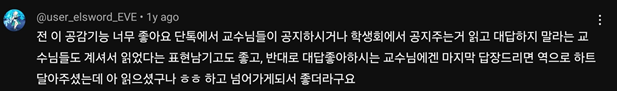 @user_elsword_EVE • 1y ago
전 이 공감기능 너무 좋아요 단톡에서 교수님들이 공지하시거나 학생회에서 공지주는거 읽고 대답하지 말라는 교
수님들도 계셔서 읽었다는 표현남기고도 좋고, 반대로 대답좋아하시는 교수님에겐 마지막 답장드리면 역으로 하트
달아주셨는데 아 읽으셨구나 ㅎㅎ 하고 넘어가게되서 좋더라구요